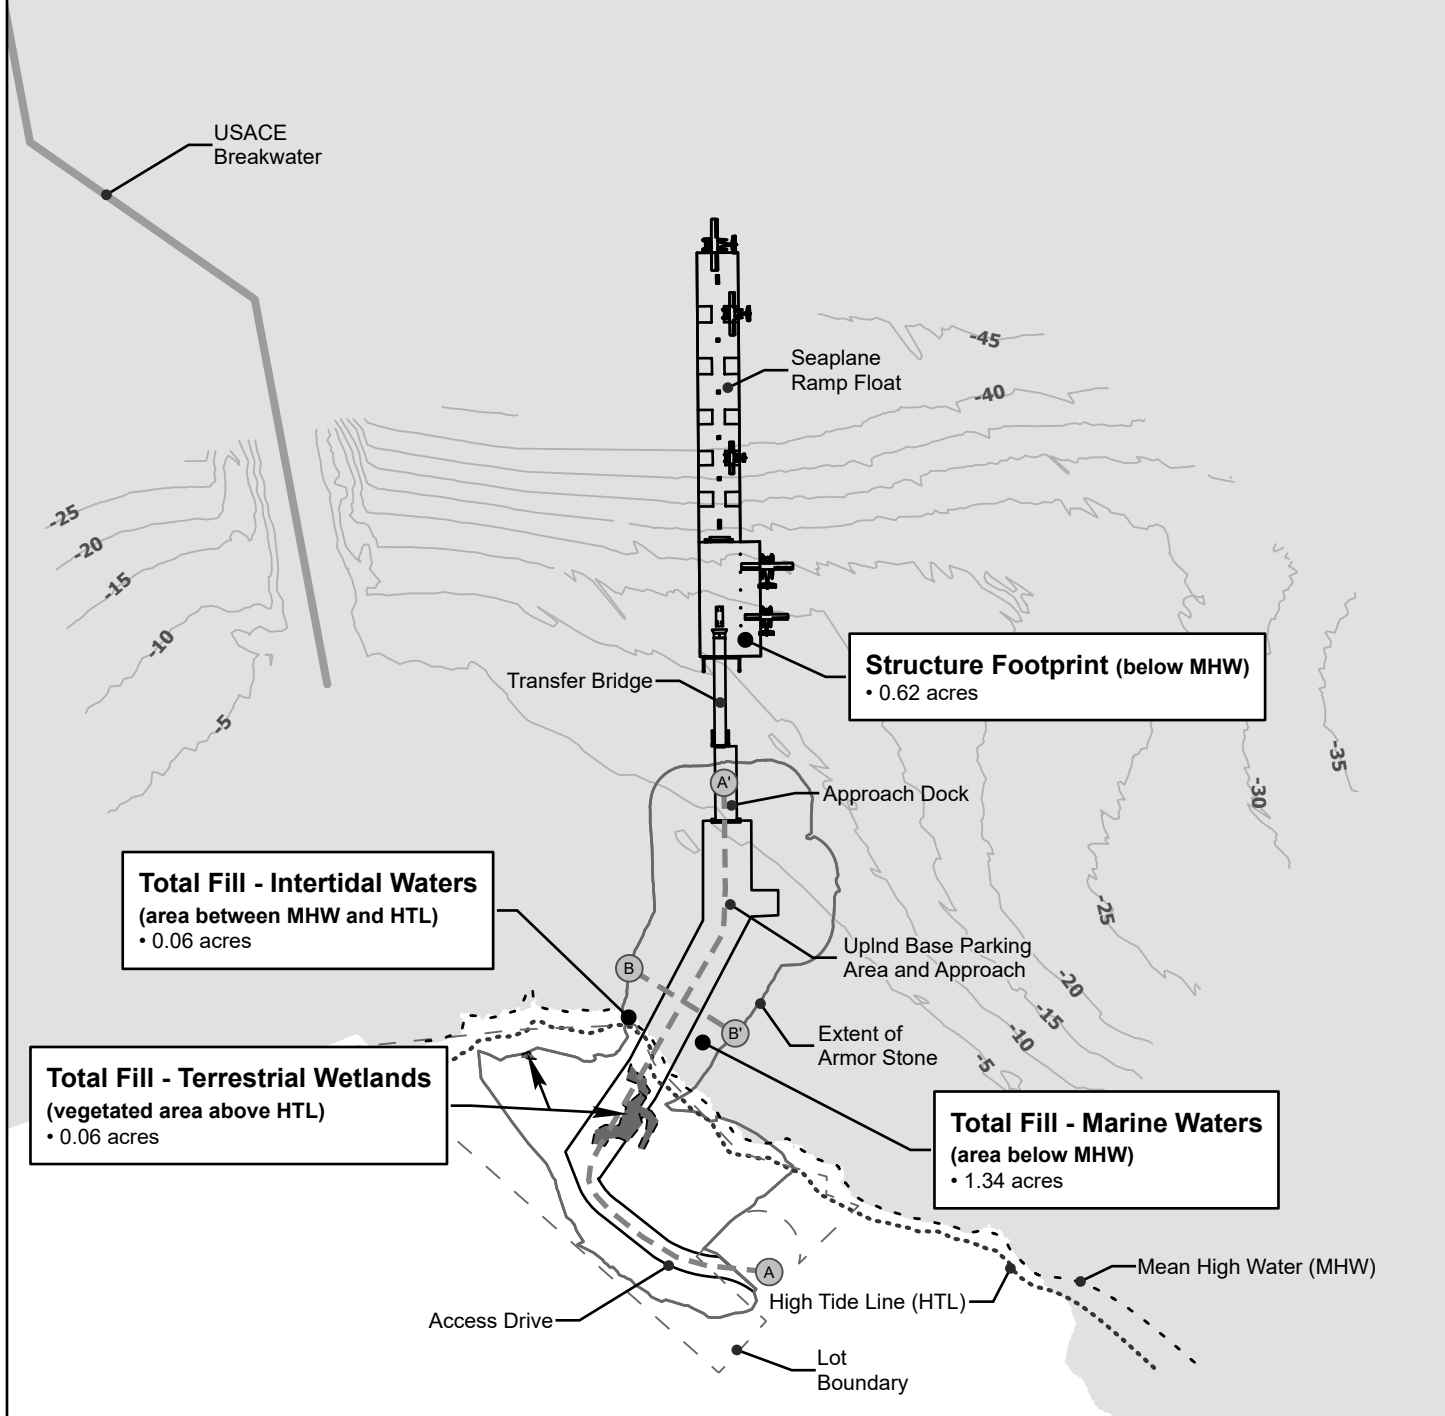 USACE
Breakwater
-45
Seaplane
Ramp Float
-40
-25
-20
-15
-10
-5
Structure Footprint (below MHW)
• 0.62 acres
Transfer Bridge
-35
-30
A'
Approach Dock
Total Fill - Intertidal Waters
(area between MHW and HTL)
• 0.06 acres
-25
Uplnd Base Parking
Area and Approach
B
-20
-15
-10
-5
B'
Extent of
Armor Stone
Total Fill - Terrestrial Wetlands
(vegetated area above HTL)
• 0.06 acres
Total Fill - Marine Waters
(area below MHW)
• 1.34 acres
A
Mean High Water (MHW)
High Tide Line (HTL)
Access Drive
Lot
Boundary